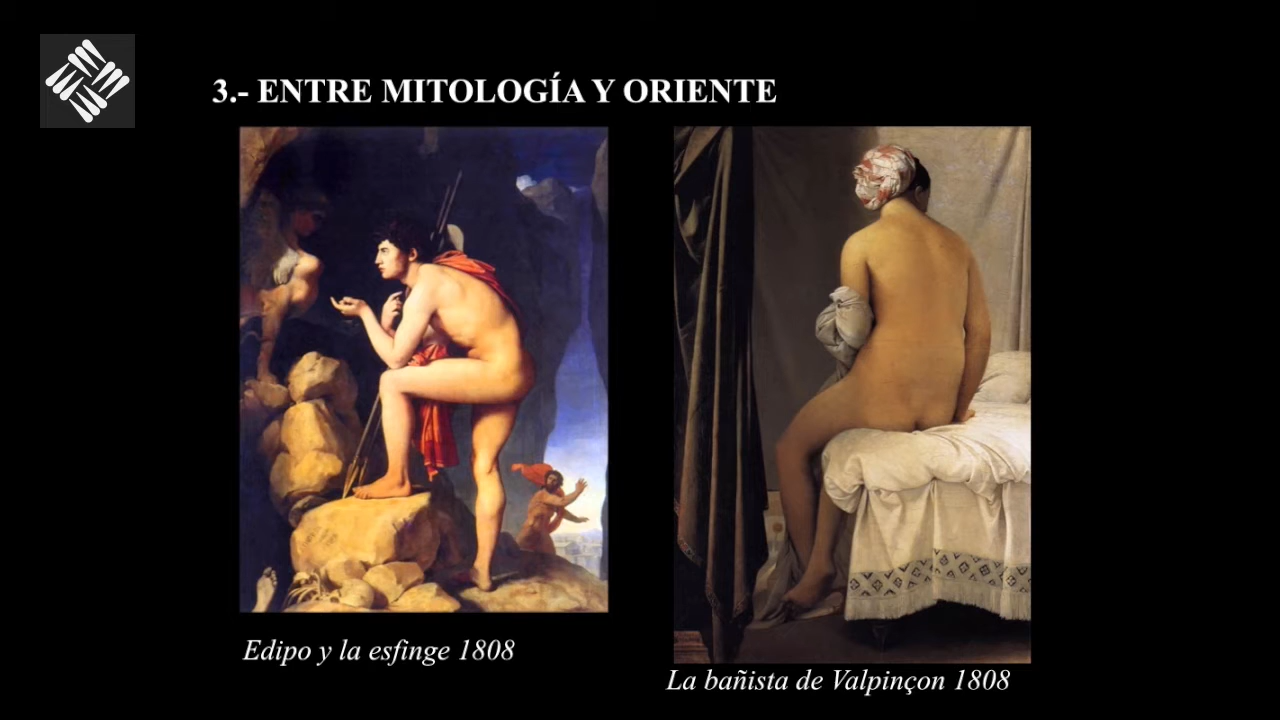 3.- ENTRE MITOLOGÍA Y ORIENTE
Edipo y la esfinge 1808
La bañista de Valpinçon 1808